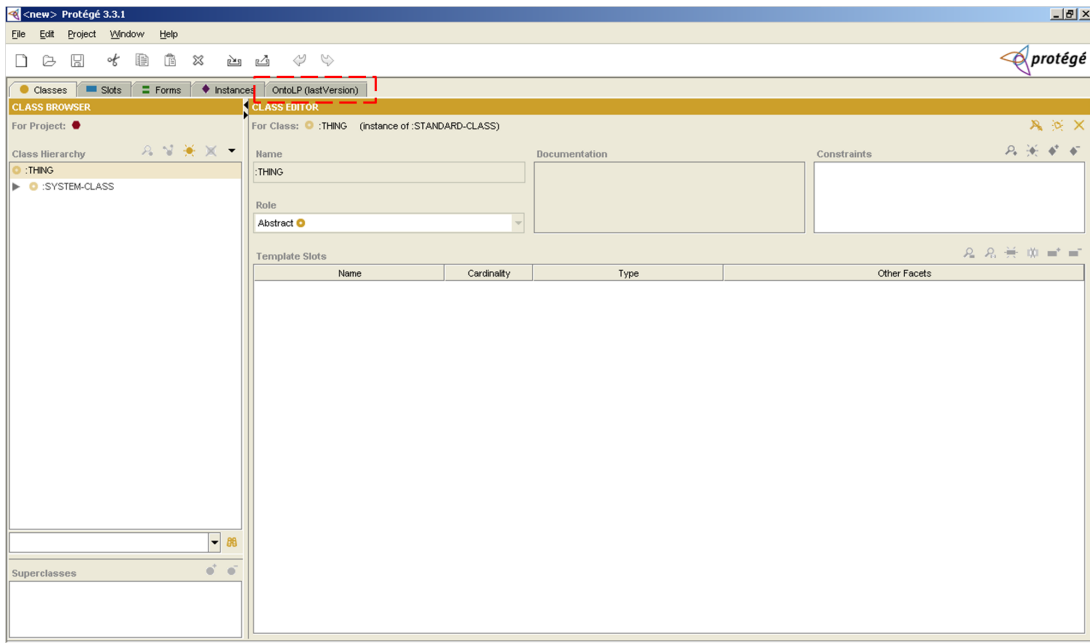 <new> Protégé 3.3.1
File Edit Project Window Help
protégé
Classes Slots Forms Instances OntoLP (lastVersion)
CLASS BROWSER
CLASS EDITOR
For Project:
For Class: :THING (instance of :STANDARD-CLASS)
Class Hierarchy
Name Documentation Constraints
:THING
:THING
:SYSTEM-CLASS
Role
Abstract
Template Slots
Name Cardinality Type Other Facets
Superclasses